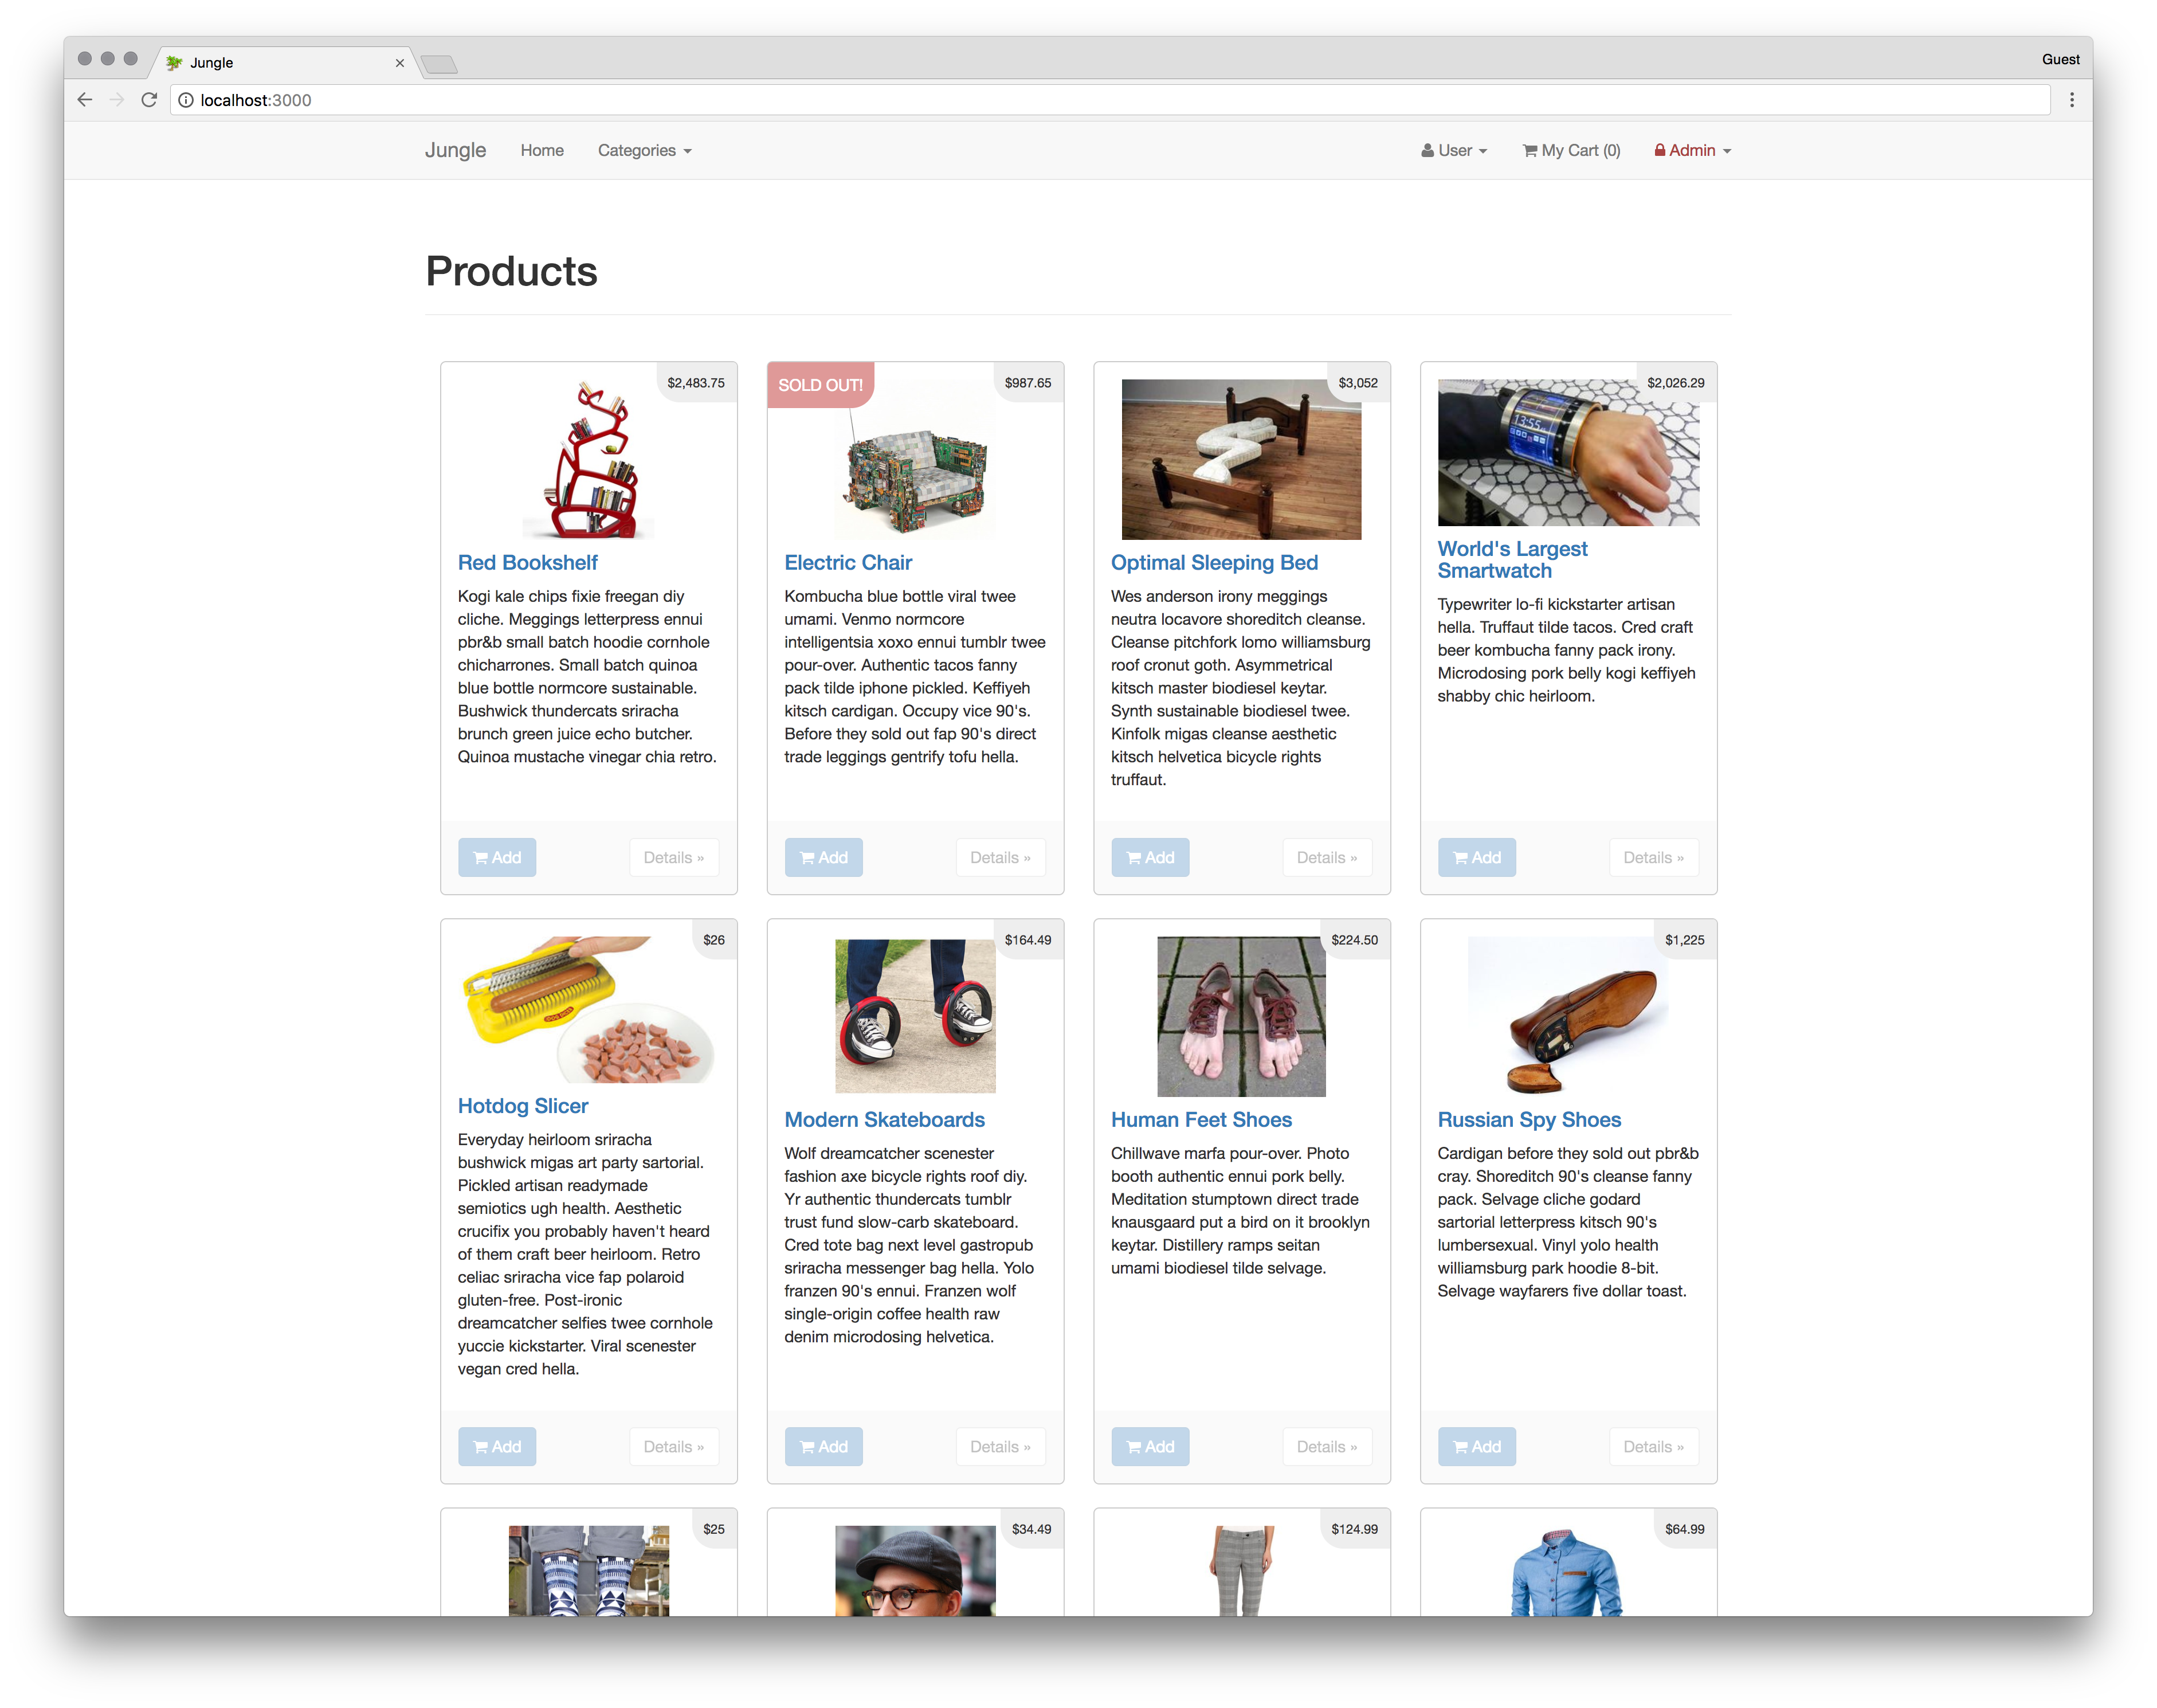 Jungle
Guest
localhost:3000
Jungle Home Categories User My Cart (0) Admin
Products
$2,483.75
Red Bookshelf
Kogi kale chips fixie freegan diy
cliche. Meggings letterpress ennui
pbr&b small batch hoodie cornhole
chicharrones. Small batch quinoa
blue bottle normcore sustainable.
Bushwick thundercats sriracha
brunch green juice echo butcher.
Quinoa mustache vinegar chia retro.
Add Details »
SOLD OUT! $987.65
Electric Chair
Kombucha blue bottle viral twee
umami. Venmo normcore
intelligentsia xoxo ennui tumblr twee
pour-over. Authentic tacos fanny
pack tilde iphone pickled. Keffiyeh
kitsch cardigan. Occupy vice 90's.
Before they sold out fap 90's direct
trade leggings gentrify tofu hella.
Add Details »
$3,052
Optimal Sleeping Bed
Wes anderson irony meggings
neutra locavore shoreditch cleanse.
Cleanse pitchfork lomo williamsburg
roof cronut goth. Asymmetrical
kitsch master biodiesel keytar.
Synth sustainable biodiesel twee.
Kinfolk migas cleanse aesthetic
kitsch helvetica bicycle rights
truffaut.
Add Details »
$2,026.29
13:55
World's Largest
Smartwatch
Typewriter lo-fi kickstarter artisan
hella. Truffaut tilde tacos. Cred craft
beer kombucha fanny pack irony.
Microdosing pork belly kogi keffiyeh
shabby chic heirloom.
Add Details »
$26
Hotdog Slicer
Everyday heirloom sriracha
bushwick migas art party sartorial.
Pickled artisan readymade
semiotics ugh health. Aesthetic
crucifix you probably haven't heard
of them craft beer heirloom. Retro
celiac sriracha vice fap polaroid
gluten-free. Post-ironic
dreamcatcher selfies twee cornhole
yuccie kickstarter. Viral scenester
vegan cred hella.
Add Details »
$164.49
Modern Skateboards
Wolf dreamcatcher scenester
fashion axe bicycle rights roof diy.
Yr authentic thundercats tumblr
trust fund slow-carb skateboard.
Cred tote bag next level gastropub
sriracha messenger bag hella. Yolo
franzen 90's ennui. Franzen wolf
single-origin coffee health raw
denim microdosing helvetica.
Add Details »
$224.50
Human Feet Shoes
Chillwave marfa pour-over. Photo
booth authentic ennui pork belly.
Meditation stumptown direct trade
knausgaard put a bird on it brooklyn
keytar. Distillery ramps seitan
umami biodiesel tilde selvage.
Add Details »
$1,225
Russian Spy Shoes
Cardigan before they sold out pbr&b
cray. Shoreditch 90's cleanse fanny
pack. Selvage cliche godard
sartorial letterpress kitsch 90's
lumbersexual. Vinyl yolo health
williamsburg park hoodie 8-bit.
Selvage wayfarers five dollar toast.
Add Details »
$25
$34.49
$124.99
$64.99